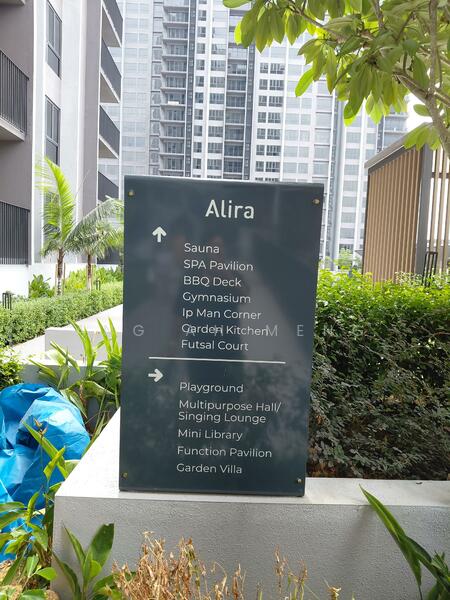 Alira
↑
Sauna
SPA Pavilion
BBQ Deck
Gymnasium
Ip Man Corner
Garden Kitchen
Futsal Court
→
Playground
Multipurpose Hall/
Singing Lounge
Mini Library
Function Pavilion
Garden Villa